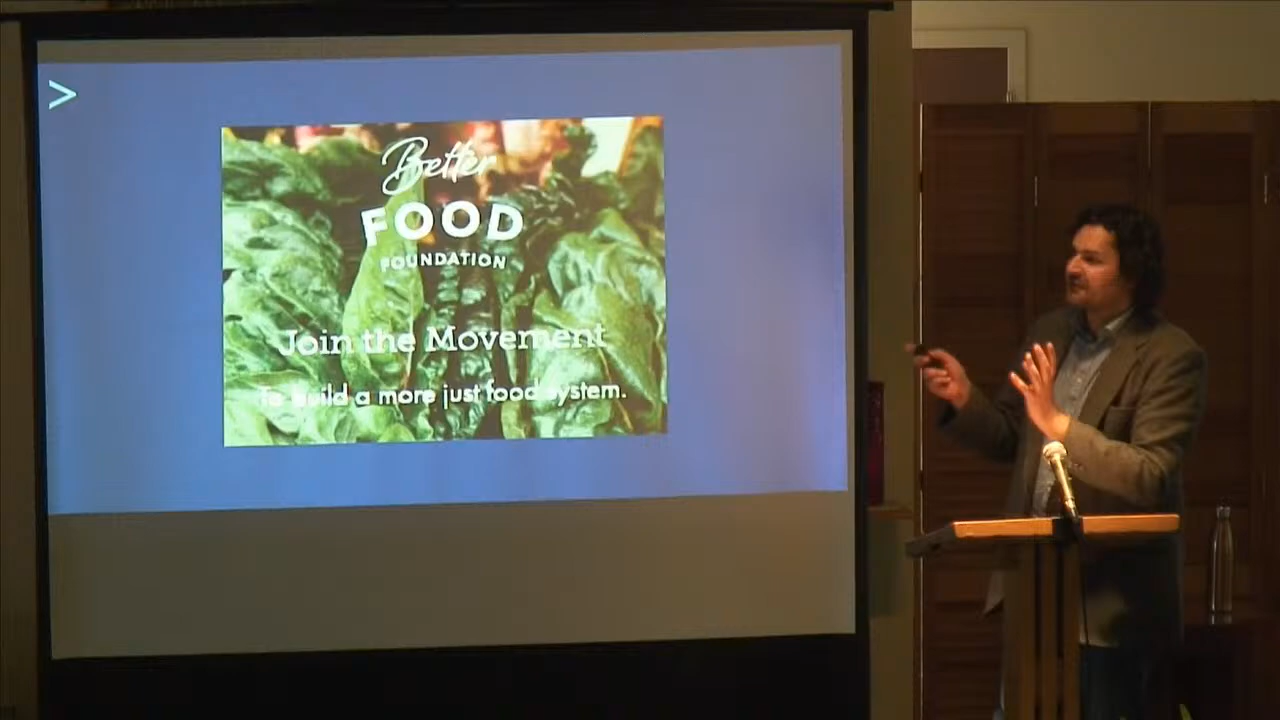 >
Better
FOOD
FOUNDATION
Join the Movement
To build a more just food system.